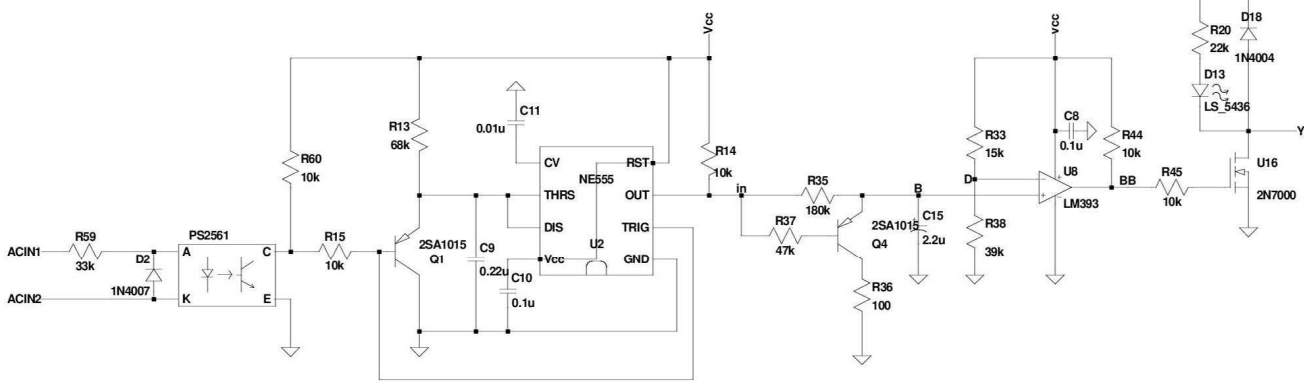 ACIN1
ACIN2
R59
33k
D2
1N4007
PS2561
A
K
C
E
R60
10k
R15
10k
R13
68k
2SA1015
Q1
C11
0.01u
C9
0.22u
C10
0.1u
CV
THRS
DIS
Vcc
NE555
U2
RST
OUT
TRIG
GND
Vcc
R14
10k
in
R35
180k
R37
47k
2SA1015
Q4
R36
100
B
C15
2.2u
vcc
R33
15k
D
R38
39k
C8
0.1u
U8
LM393
R44
10k
BB
R45
10k
R20
22k
D13
LS_5436
D18
1N4004
Y
U16
2N7000